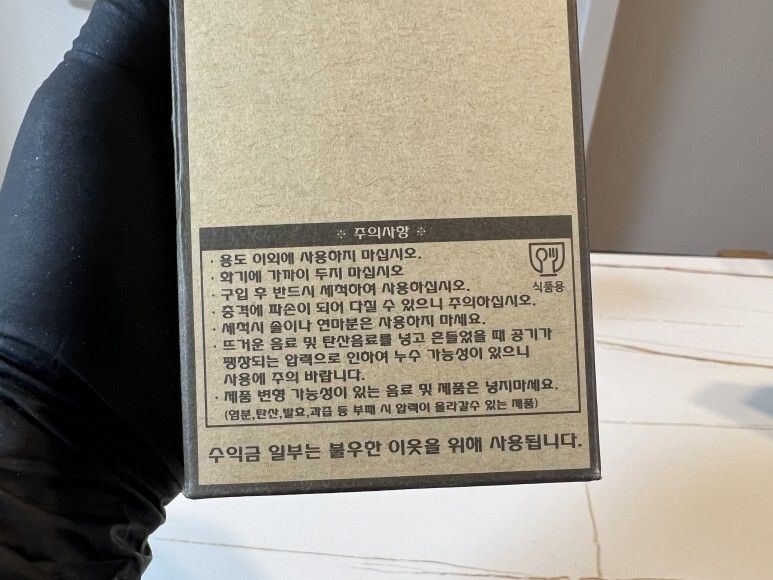 ※ 주의사항 ※
· 용도 이외에 사용하지 마십시오.
· 화기에 가까이 두지 마십시오
· 구입 후 반드시 세척하여 사용하십시오.
· 충격에 파손이 되어 다칠 수 있으니 주의하십시오.
· 세척시 솔이나 연마분은 사용하지 마세요.
· 뜨거운 음료 및 탄산음료를 넣고 흔들었을 때 공기가
팽창되는 압력으로 인하여 누수 가능성이 있으니
사용에 주의 바랍니다.
· 제품 변형 가능성이 있는 음료 및 제품은 넣지마세요.
(염분,탄산,발효,과즙 등 부패 시 압력이 올라갈수 있는 제품)
식품용
수익금 일부는 불우한 이웃을 위해 사용됩니다.